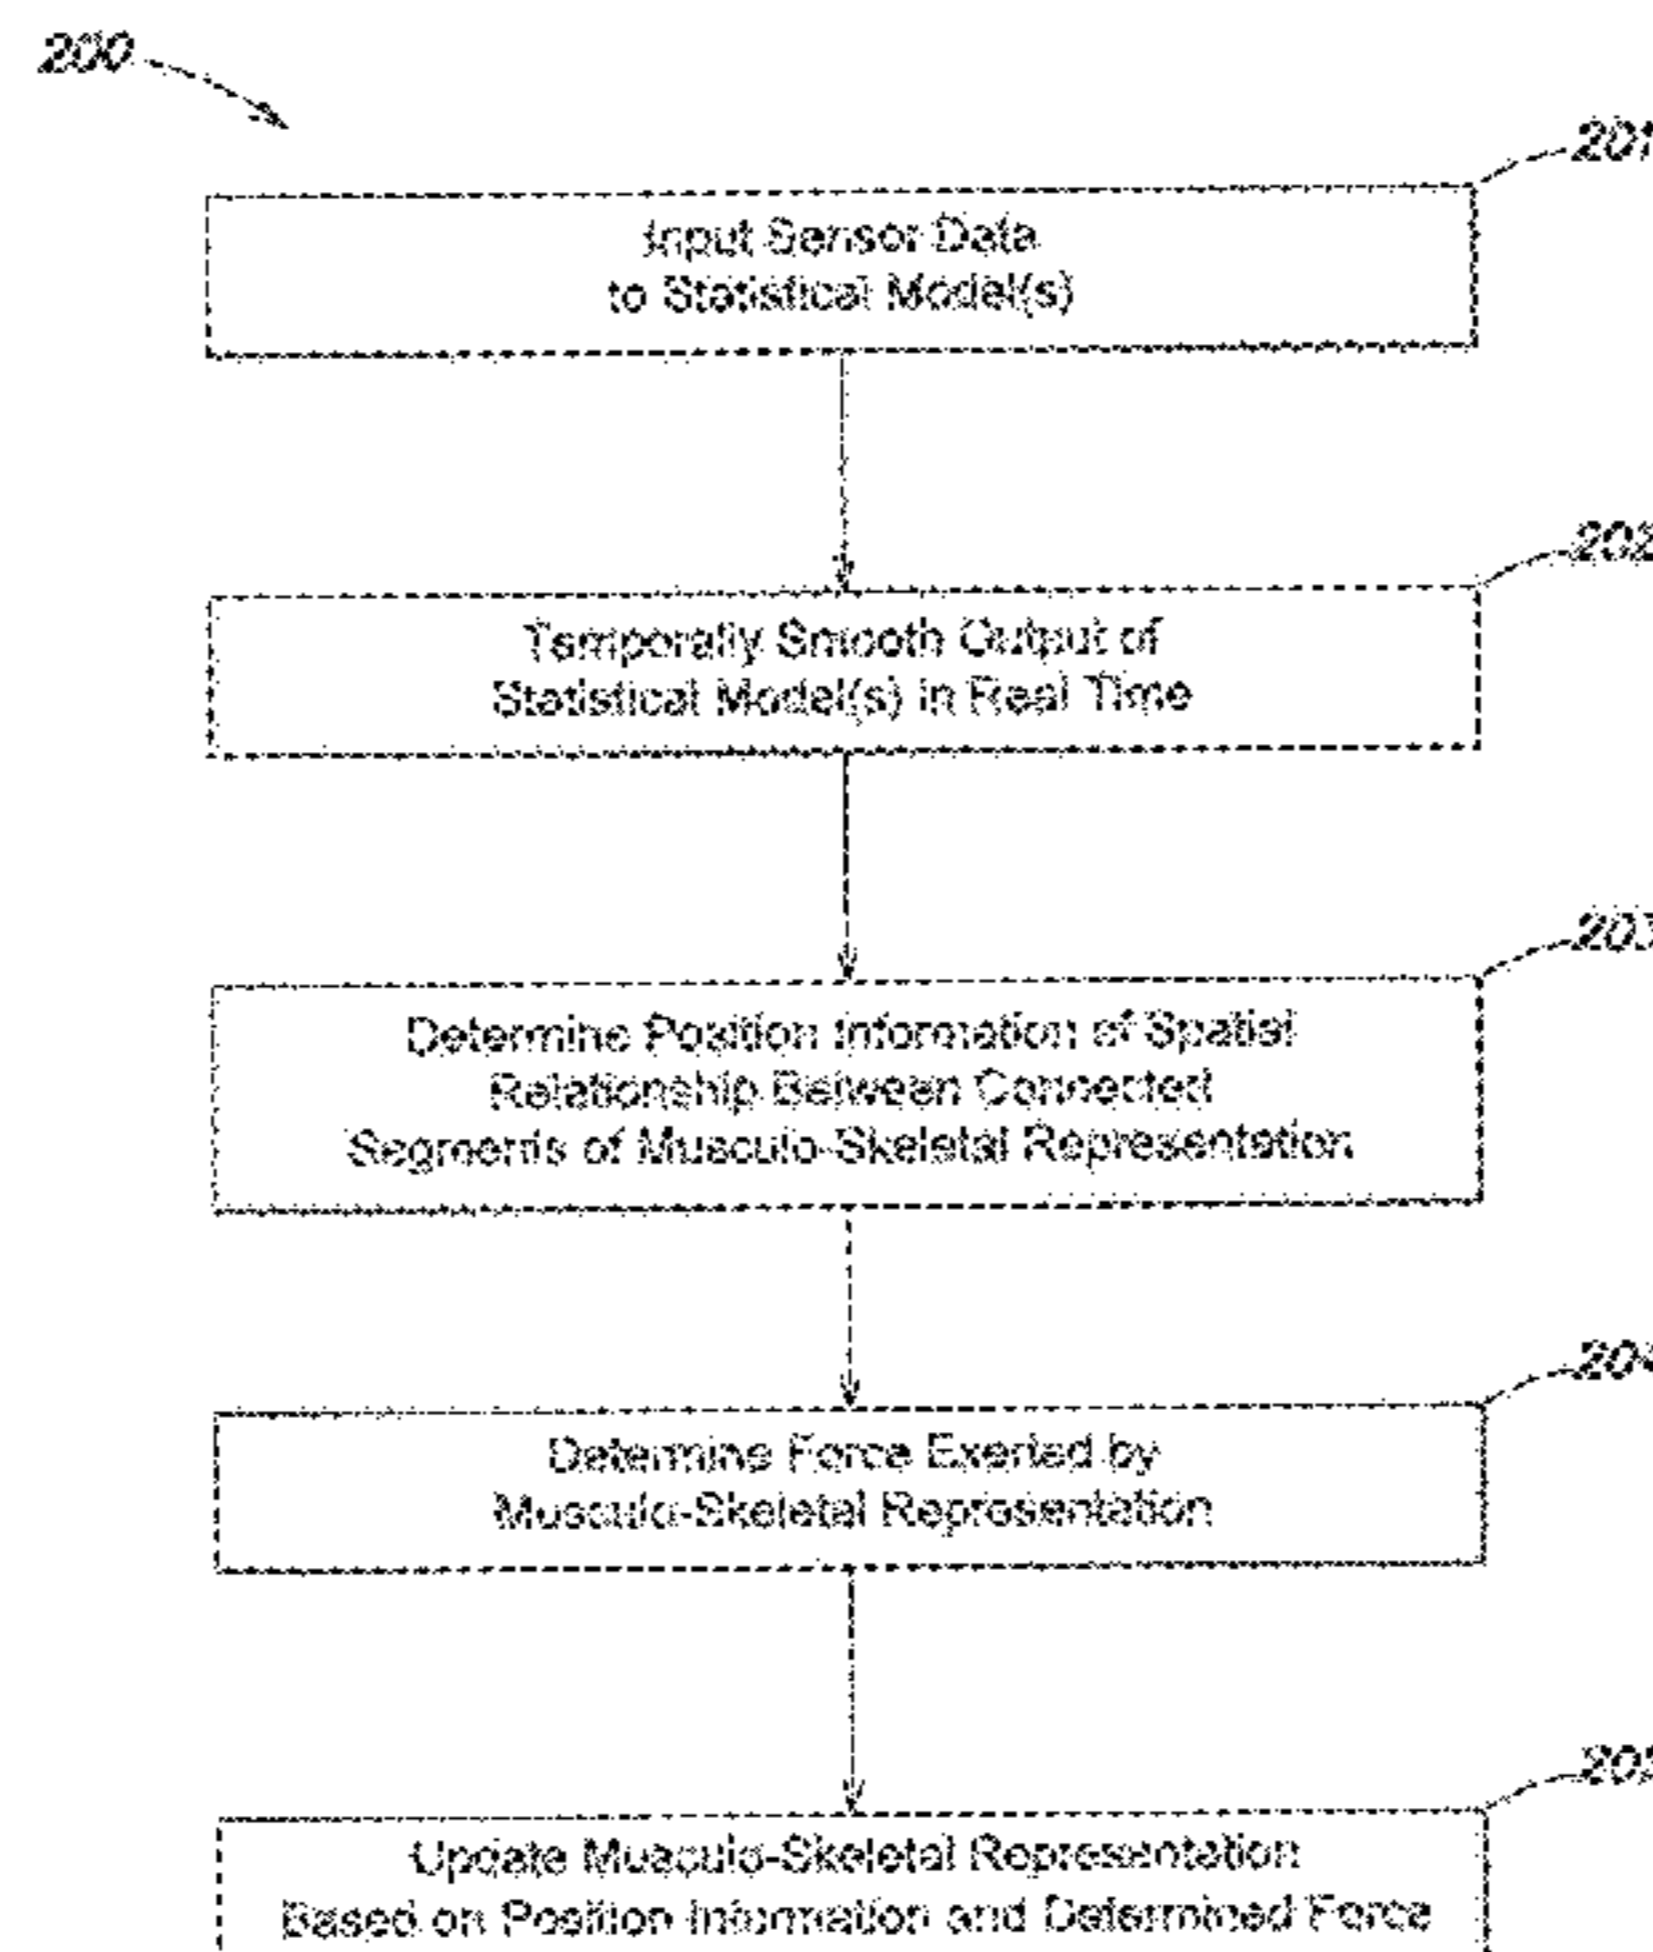 200
201
Input Sensor Data
to Statistical Model(s)
202
Temporally Smooth Output of
Statistical Model(s) in Real Time
203
Determine Position Information of Spatial
Relationship Between Connected
Segments of Musculo-Skeletal Representation
204
Determine Force Exerted by
Musculo-Skeletal Representation
205
Update Musculo-Skeletal Representation
Based on Position Information and Determined Force